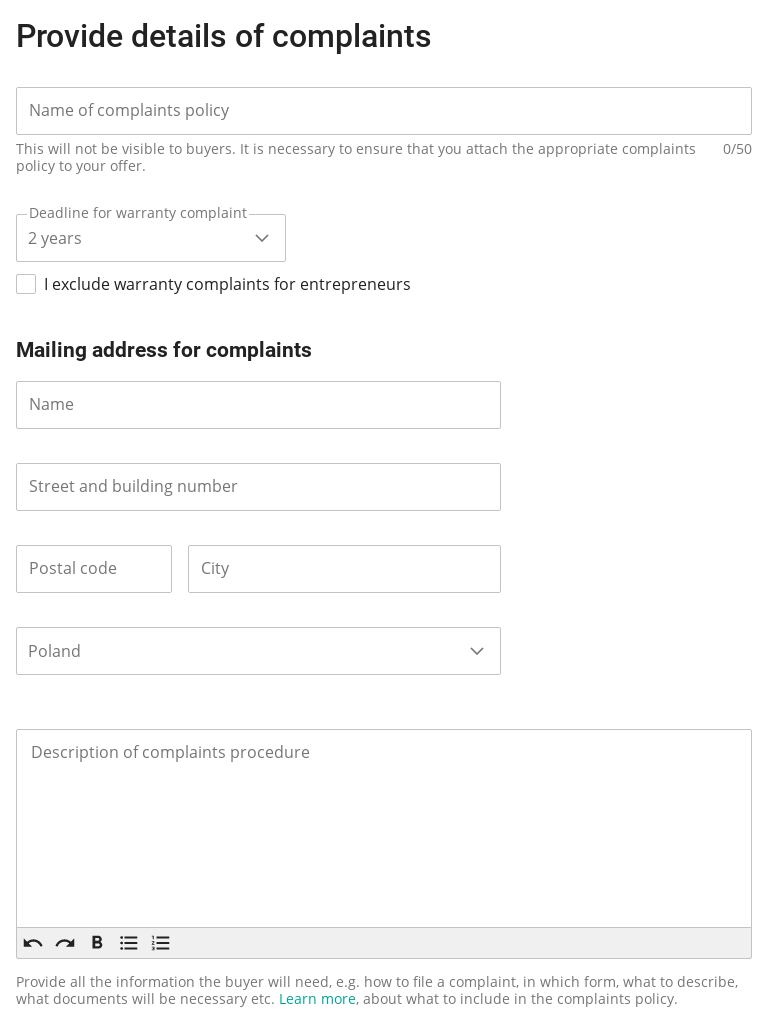 Provide details of complaints
Name of complaints policy
This will not be visible to buyers. It is necessary to ensure that you attach the appropriate complaints policy to your offer.
0/50
Deadline for warranty complaint
2 years
I exclude warranty complaints for entrepreneurs
Mailing address for complaints
Name
Street and building number
Postal code
City
Poland
Description of complaints procedure
B
Provide all the information the buyer will need, e.g. how to file a complaint, in which form, what to describe,
what documents will be necessary etc. Learn more, about what to include in the complaints policy.